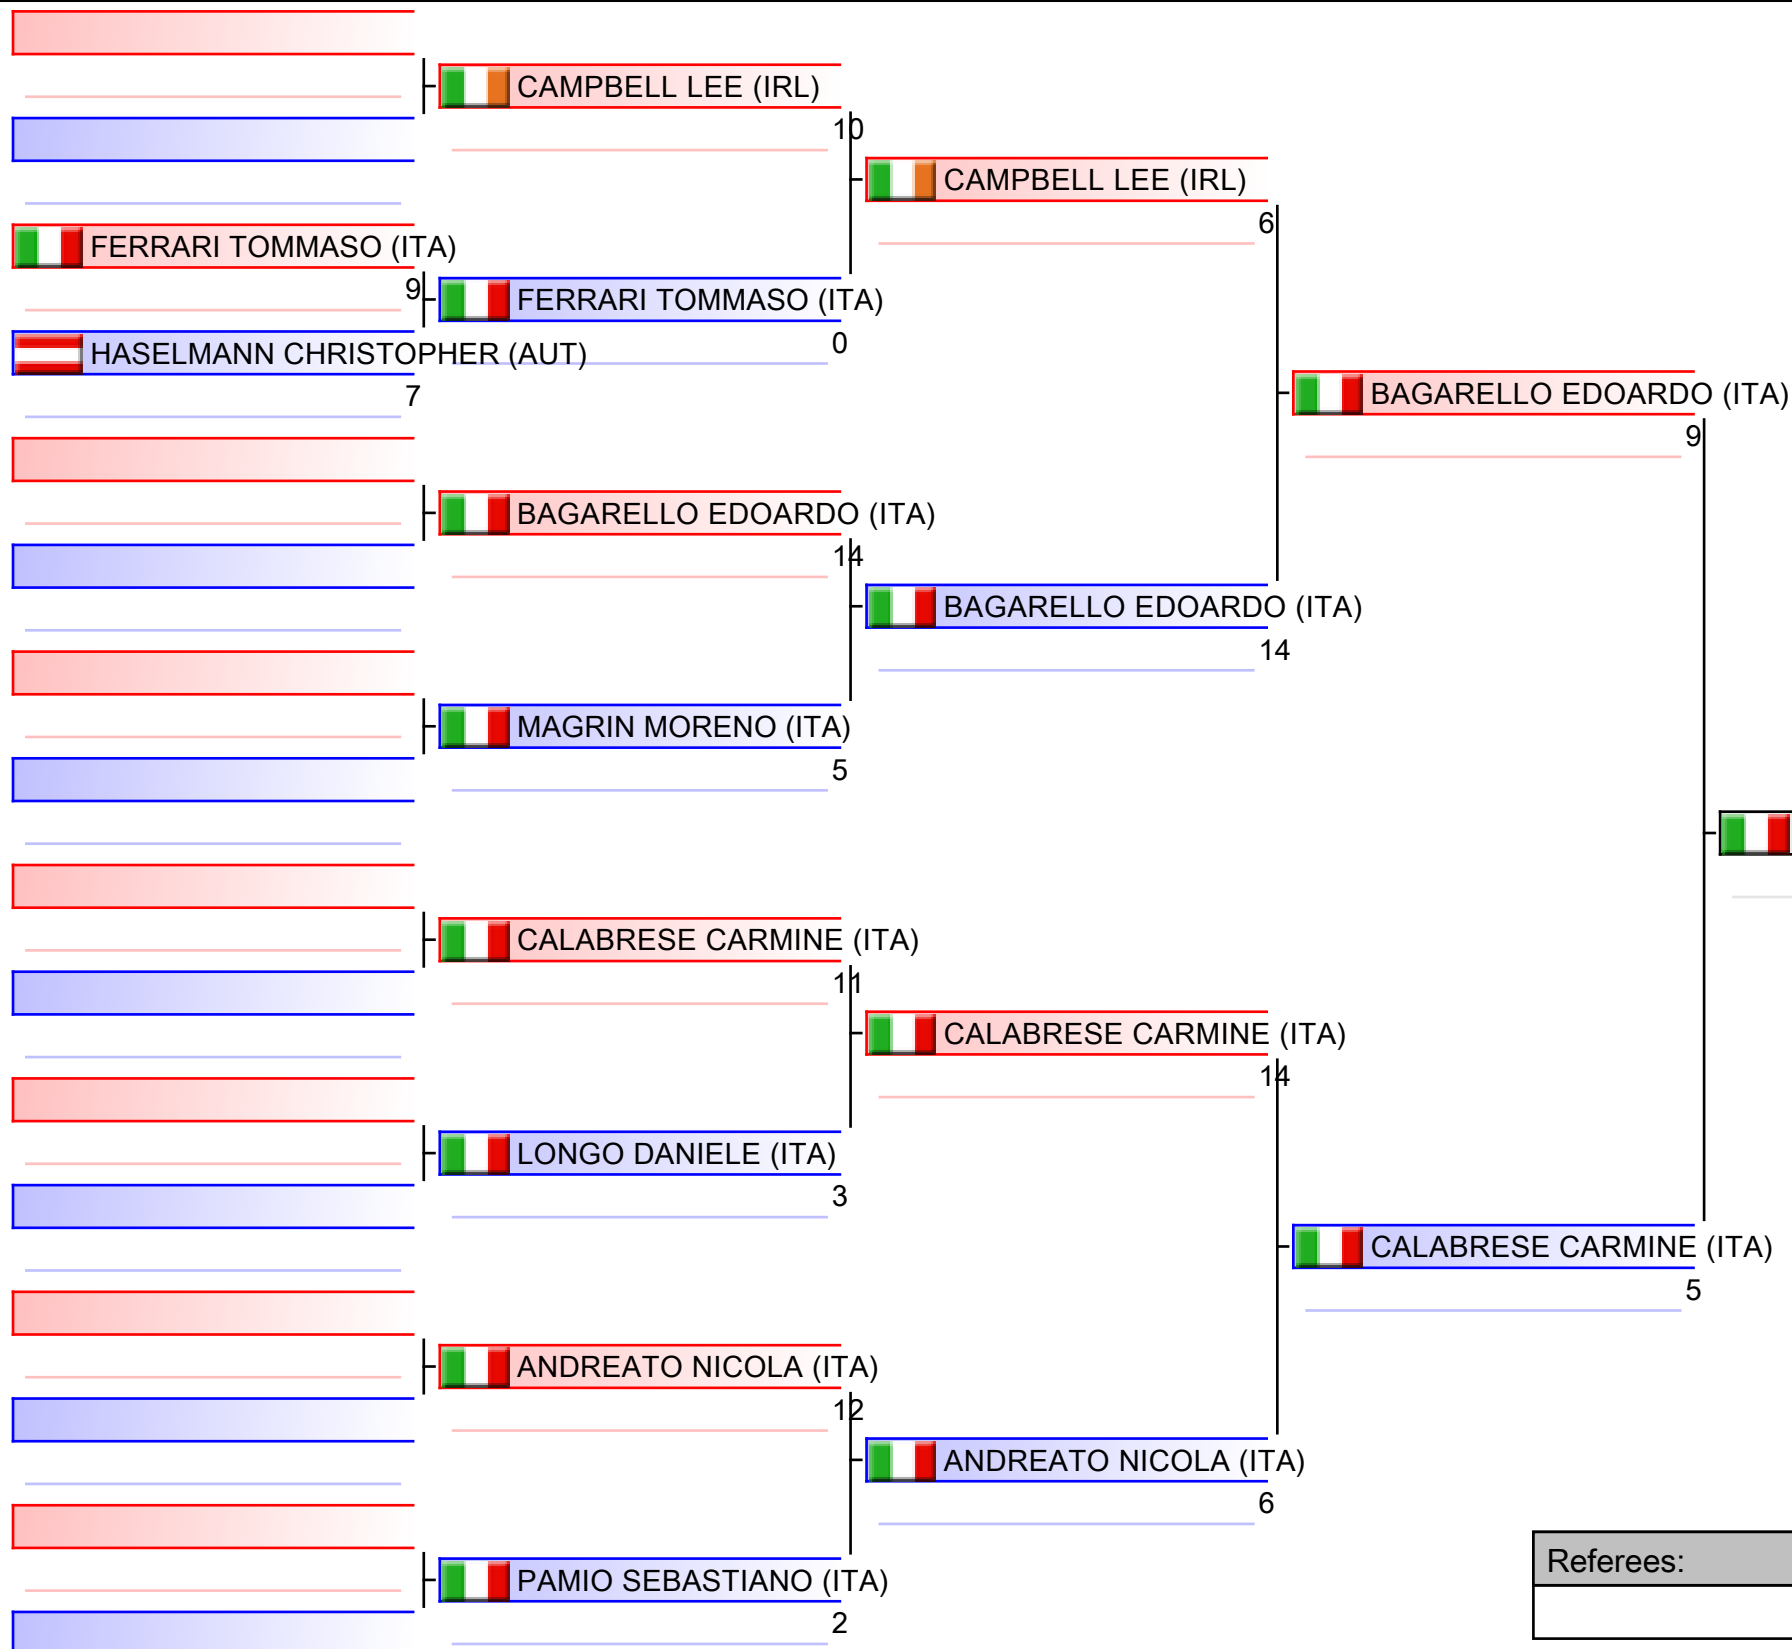 CAMPBELL LEE (IRL)
10
CAMPBELL LEE (IRL)
6
FERRARI TOMMASO (ITA)
9
FERRARI TOMMASO (ITA)
0
HASELMANN CHRISTOPHER (AUT)
7
BAGARELLO EDOARDO (ITA)
9
BAGARELLO EDOARDO (ITA)
14
BAGARELLO EDOARDO (ITA)
14
MAGRIN MORENO (ITA)
5
CALABRESE CARMINE (ITA)
11
CALABRESE CARMINE (ITA)
14
LONGO DANIELE (ITA)
3
CALABRESE CARMINE (ITA)
5
ANDREATO NICOLA (ITA)
12
ANDREATO NICOLA (ITA)
6
PAMIO SEBASTIANO (ITA)
2
Referees: